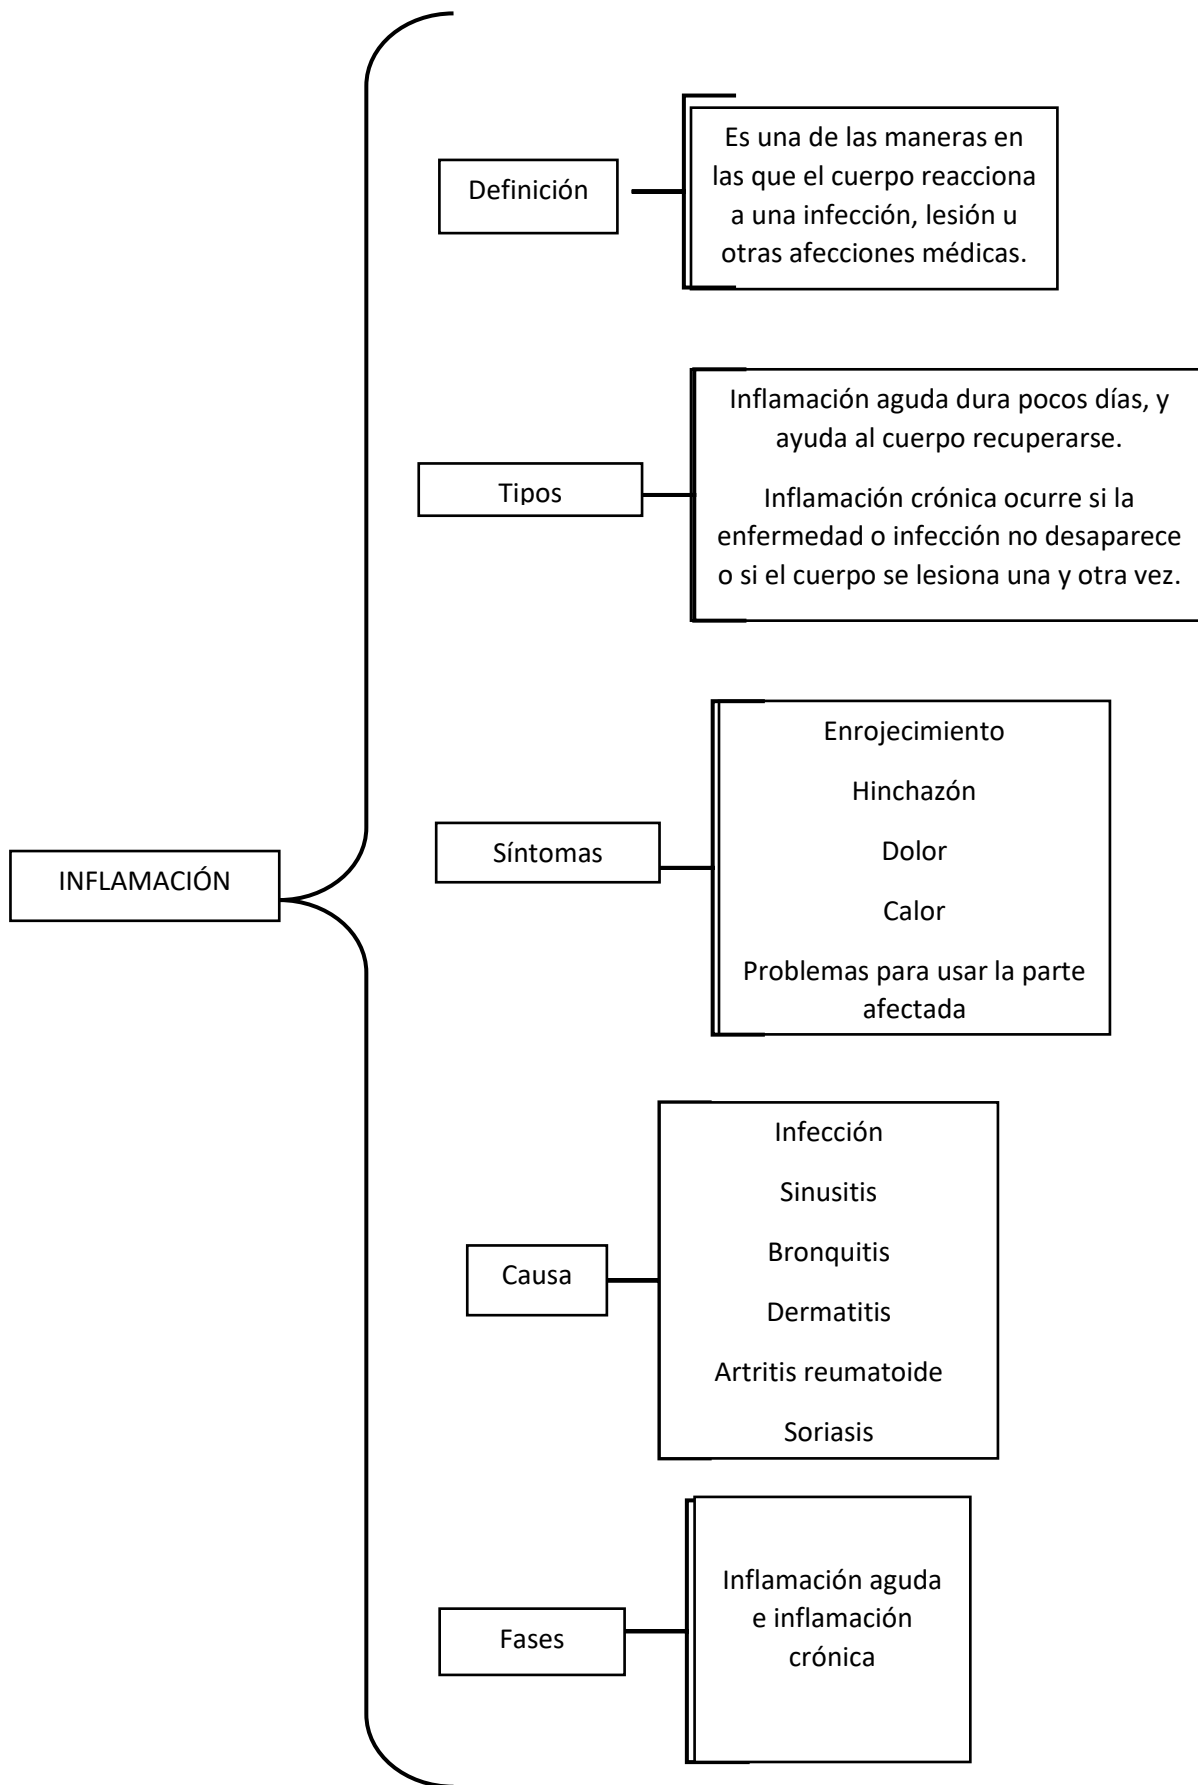 INFLAMACIÓN
Definición
Es una de las maneras en
las que el cuerpo reacciona
a una infección, lesión u
otras afecciones médicas.
Tipos
Inflamación aguda dura pocos días, y
ayuda al cuerpo recuperarse.
Inflamación crónica ocurre si la
enfermedad o infección no desaparece
o si el cuerpo se lesiona una y otra vez.
Síntomas
Enrojecimiento
Hinchazón
Dolor
Calor
Problemas para usar la parte
afectada
Causa
Infección
Sinusitis
Bronquitis
Dermatitis
Artritis reumatoide
Soriasis
Fases
Inflamación aguda
e inflamación
crónica